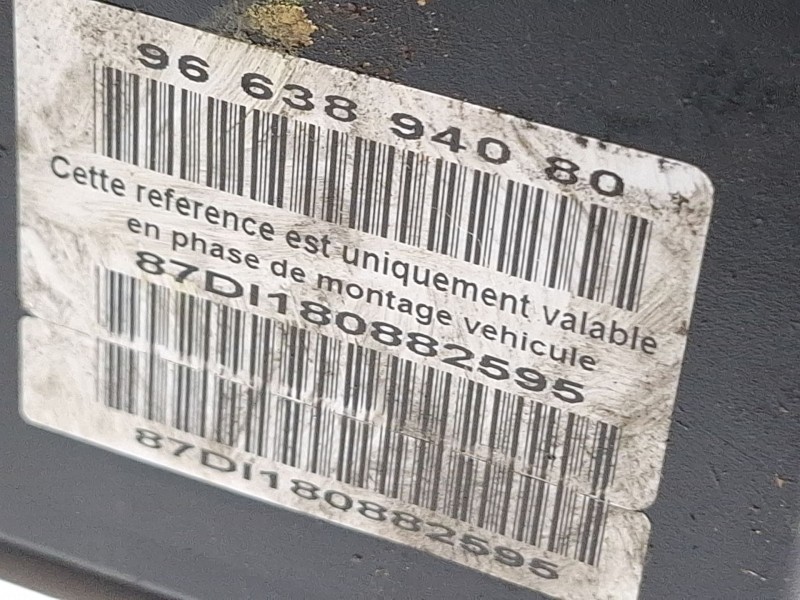 96 638 940 80
Cette reference est uniquement valable
en phase de montage vehicule
87DI180882595
87DI180882595